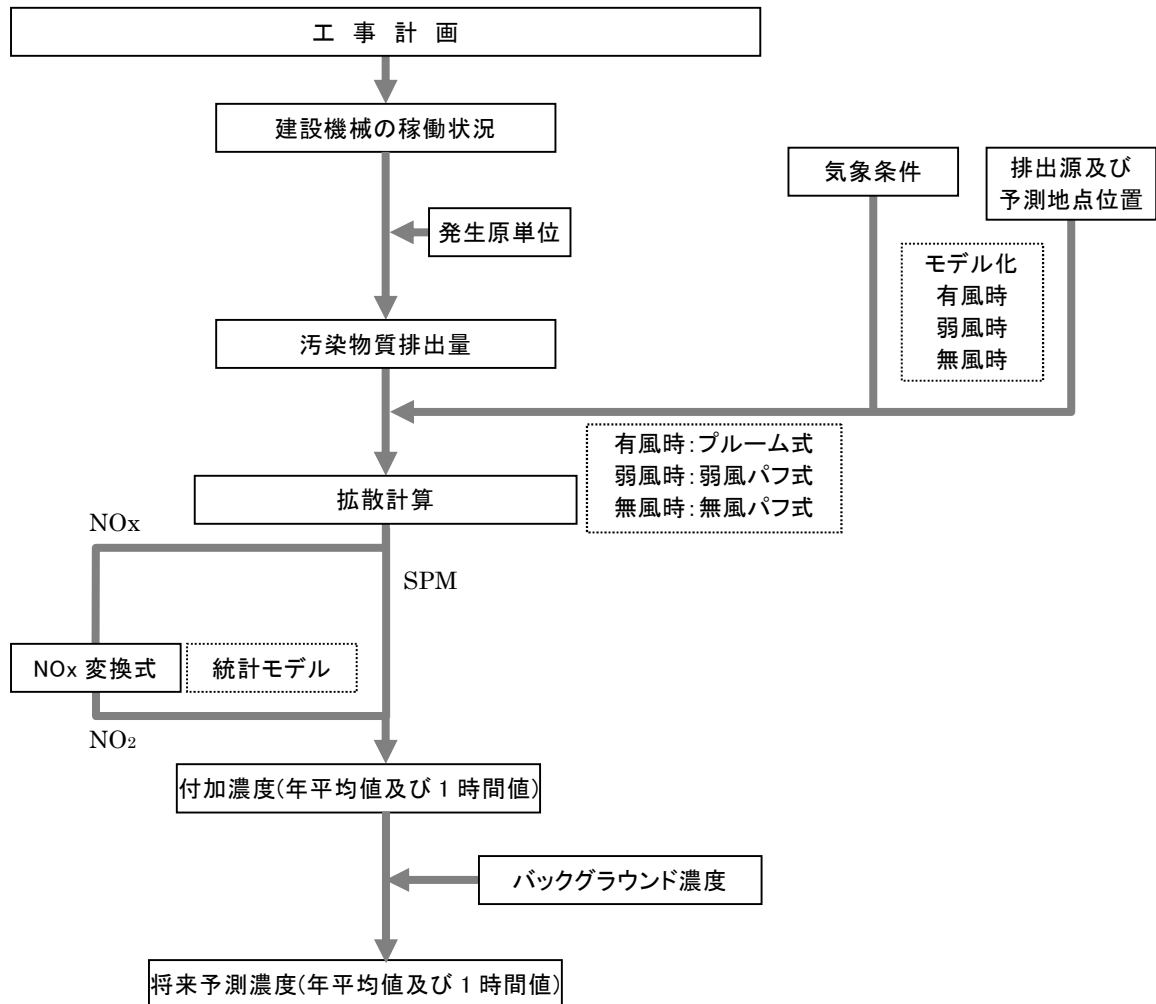 工 事 計 画
建設機械の稼働状況
気象条件
排出源及び
予測地点位置
発生原単位
モデル化
有風時
弱風時
無風時
汚染物質排出量
有風時:プルーム式
弱風時:弱風パフ式
無風時:無風パフ式
拡散計算
NOx
SPM
NOx 変換式
統計モデル
NO₂
付加濃度(年平均値及び 1 時間値)
バックグラウンド濃度
将来予測濃度(年平均値及び 1 時間値)